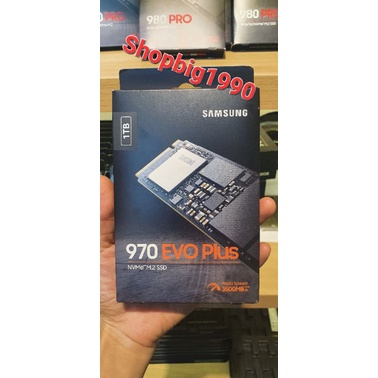 980 PRO
980 PRO
Shopbig1990
SAMSUNG
1TB
970 EVO Plus
NVMe™ M.2 SSD
3500MB/s